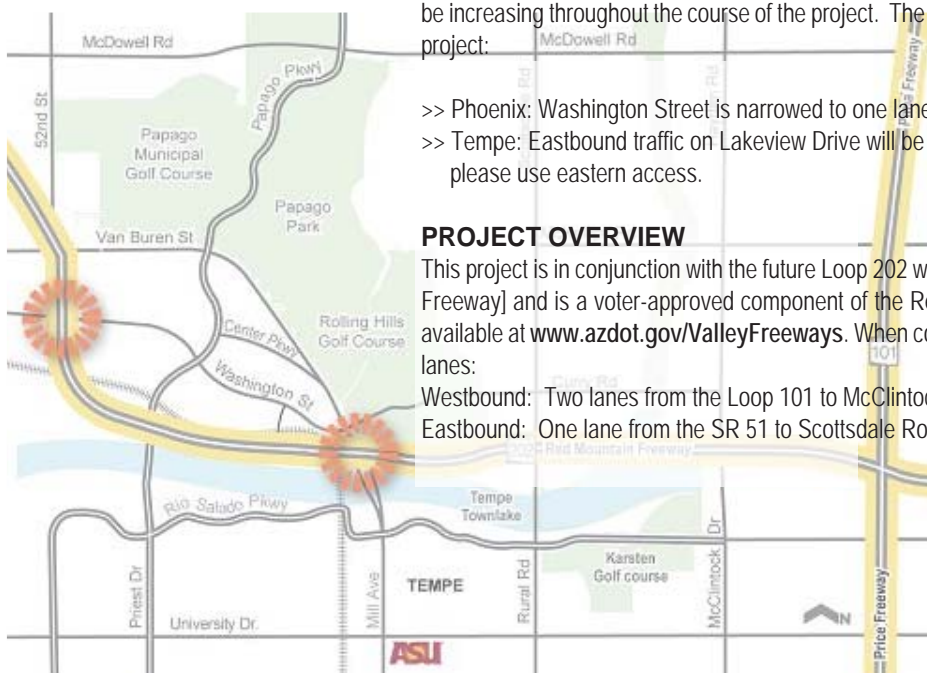 be increasing throughout the course of the project. The
project:
>> Phoenix: Washington Street is narrowed to one lane
>> Tempe: Eastbound traffic on Lakeview Drive will be
please use eastern access.
PROJECT OVERVIEW
This project is in conjunction with the future Loop 202 w
Freeway] and is a voter-approved component of the Re
available at www.azdot.gov/ValleyFreeways. When co
lanes:
Westbound: Two lanes from the Loop 101 to McClintoc
Eastbound: One lane from the SR 51 to Scottsdale Ro
McDowell Rd
McDowell Rd
52nd St
Papago Pkwy
Papago
Municipal
Golf Course
Papago
Park
Van Buren St
Center Pkwy
Rolling Hills
Golf Course
Washington St
Curry Rd
101
202 Red Mountain Freeway
Rio Salado Pkwy
Tempe
Townlake
Priest Dr
Mill Ave
TEMPE
Rural Rd
Karsten
Golf course
McClintock Dr
N
Price Freeway
University Dr.
ASU